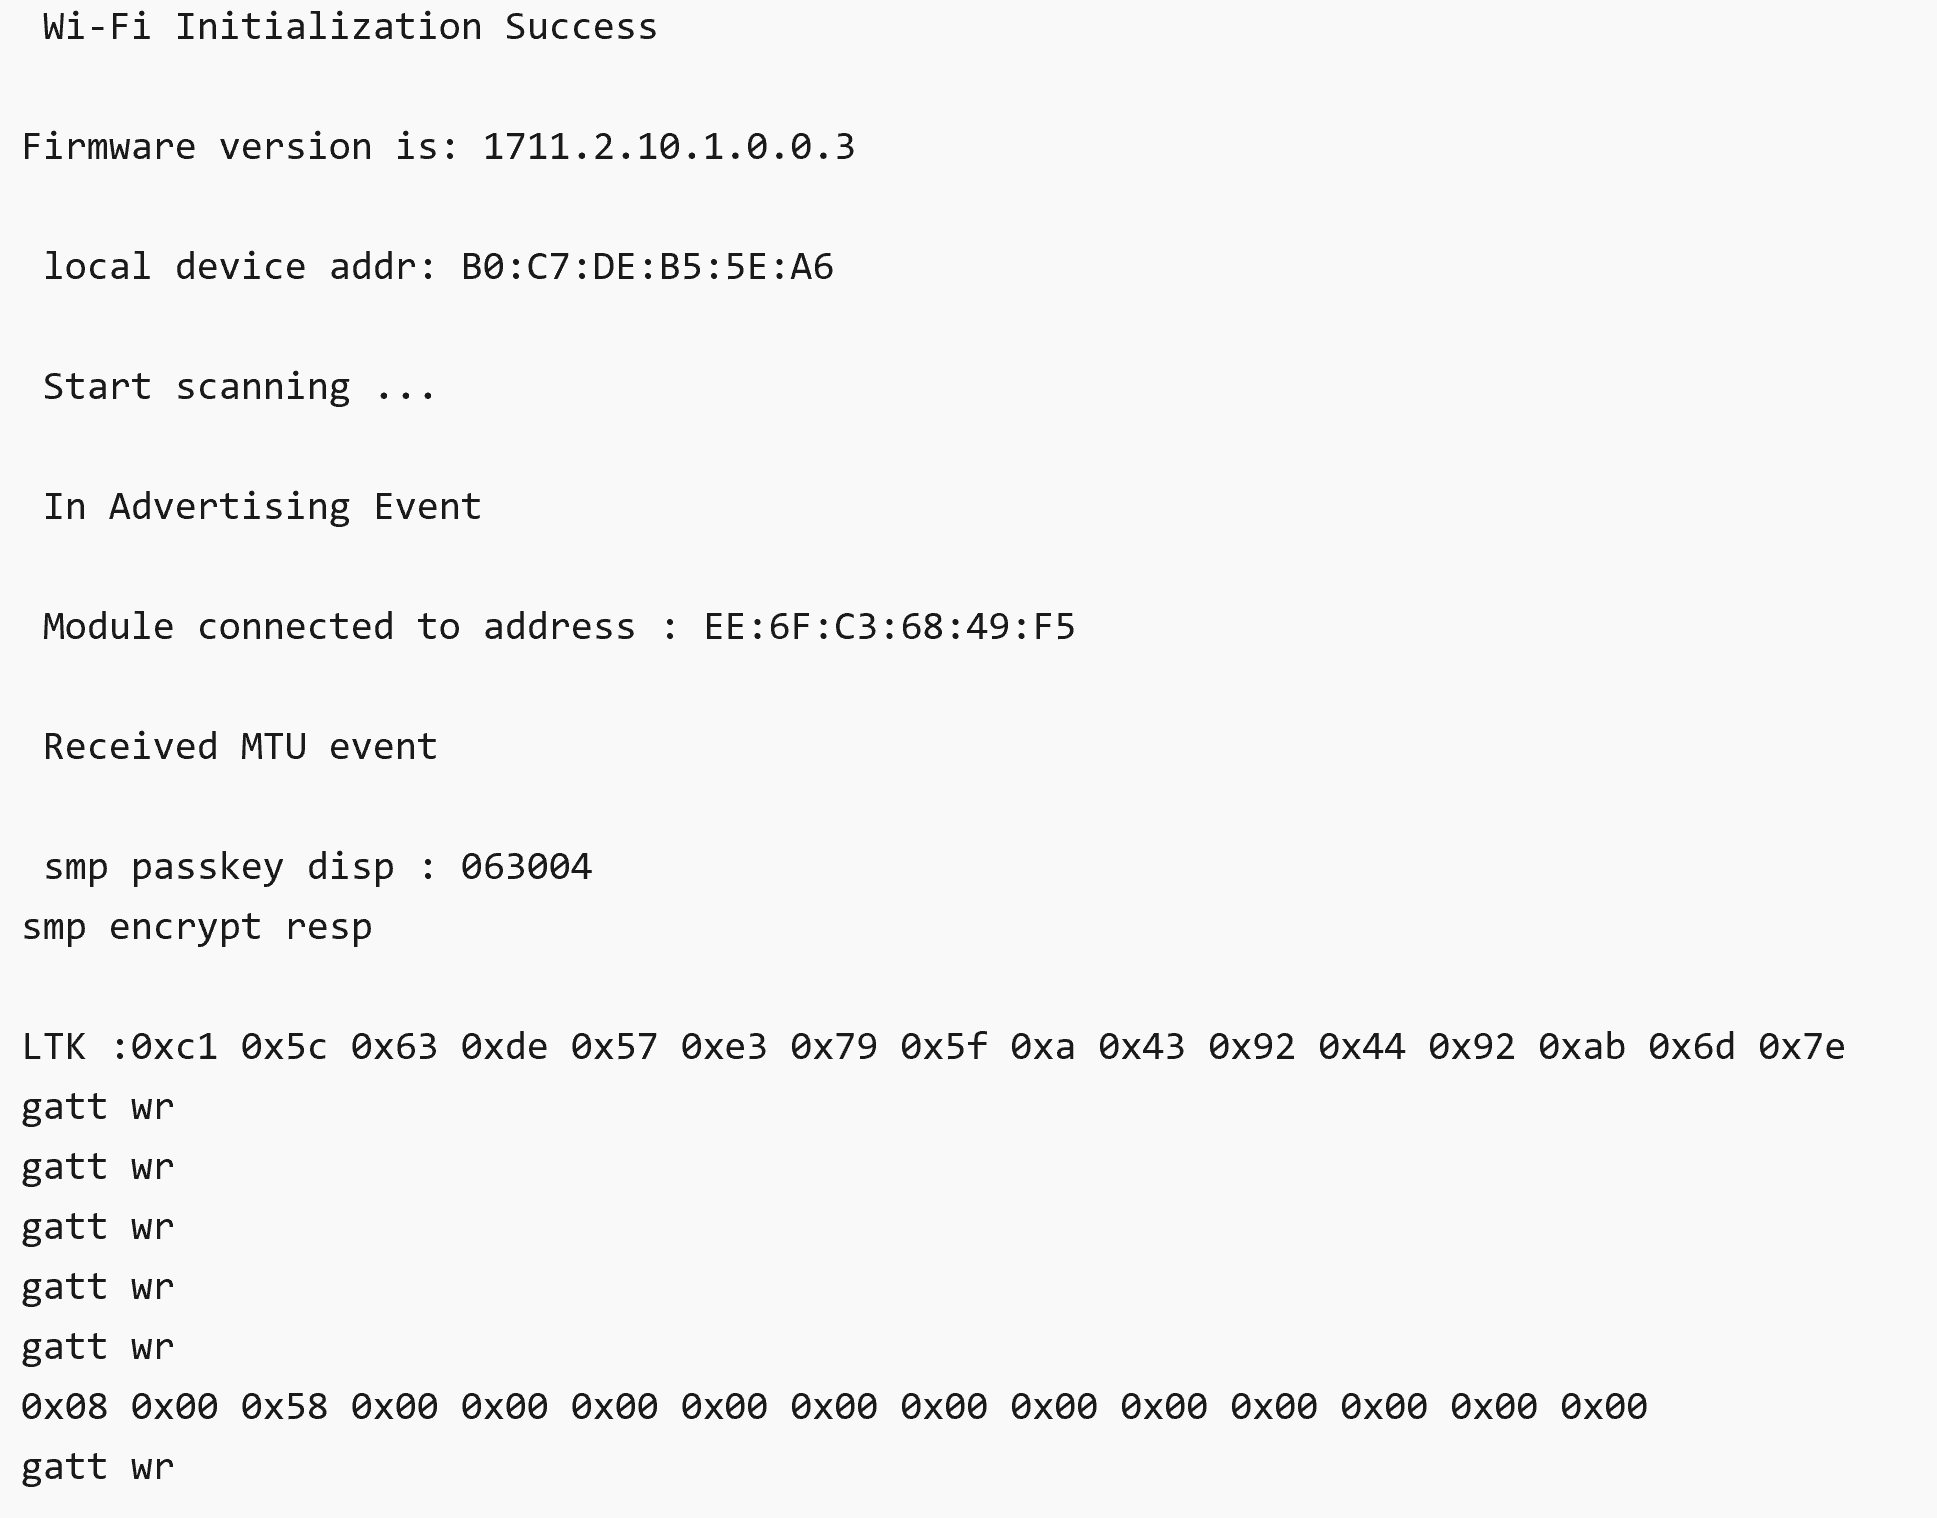 Wi-Fi Initialization Success
Firmware version is: 1711.2.10.1.0.0.3
local device addr: B0:C7:DE:B5:5E:A6
Start scanning ...
In Advertising Event
Module connected to address : EE:6F:C3:68:49:F5
Received MTU event
smp passkey disp : 063004
smp encrypt resp
LTK :0xc1 0x5c 0x63 0xde 0x57 0xe3 0x79 0x5f 0xa 0x43 0x92 0x44 0x92 0xab 0x6d 0x7e
gatt wr
gatt wr
gatt wr
gatt wr
gatt wr
0x08 0x00 0x58 0x00 0x00 0x00 0x00 0x00 0x00 0x00 0x00 0x00 0x00 0x00 0x00
gatt wr